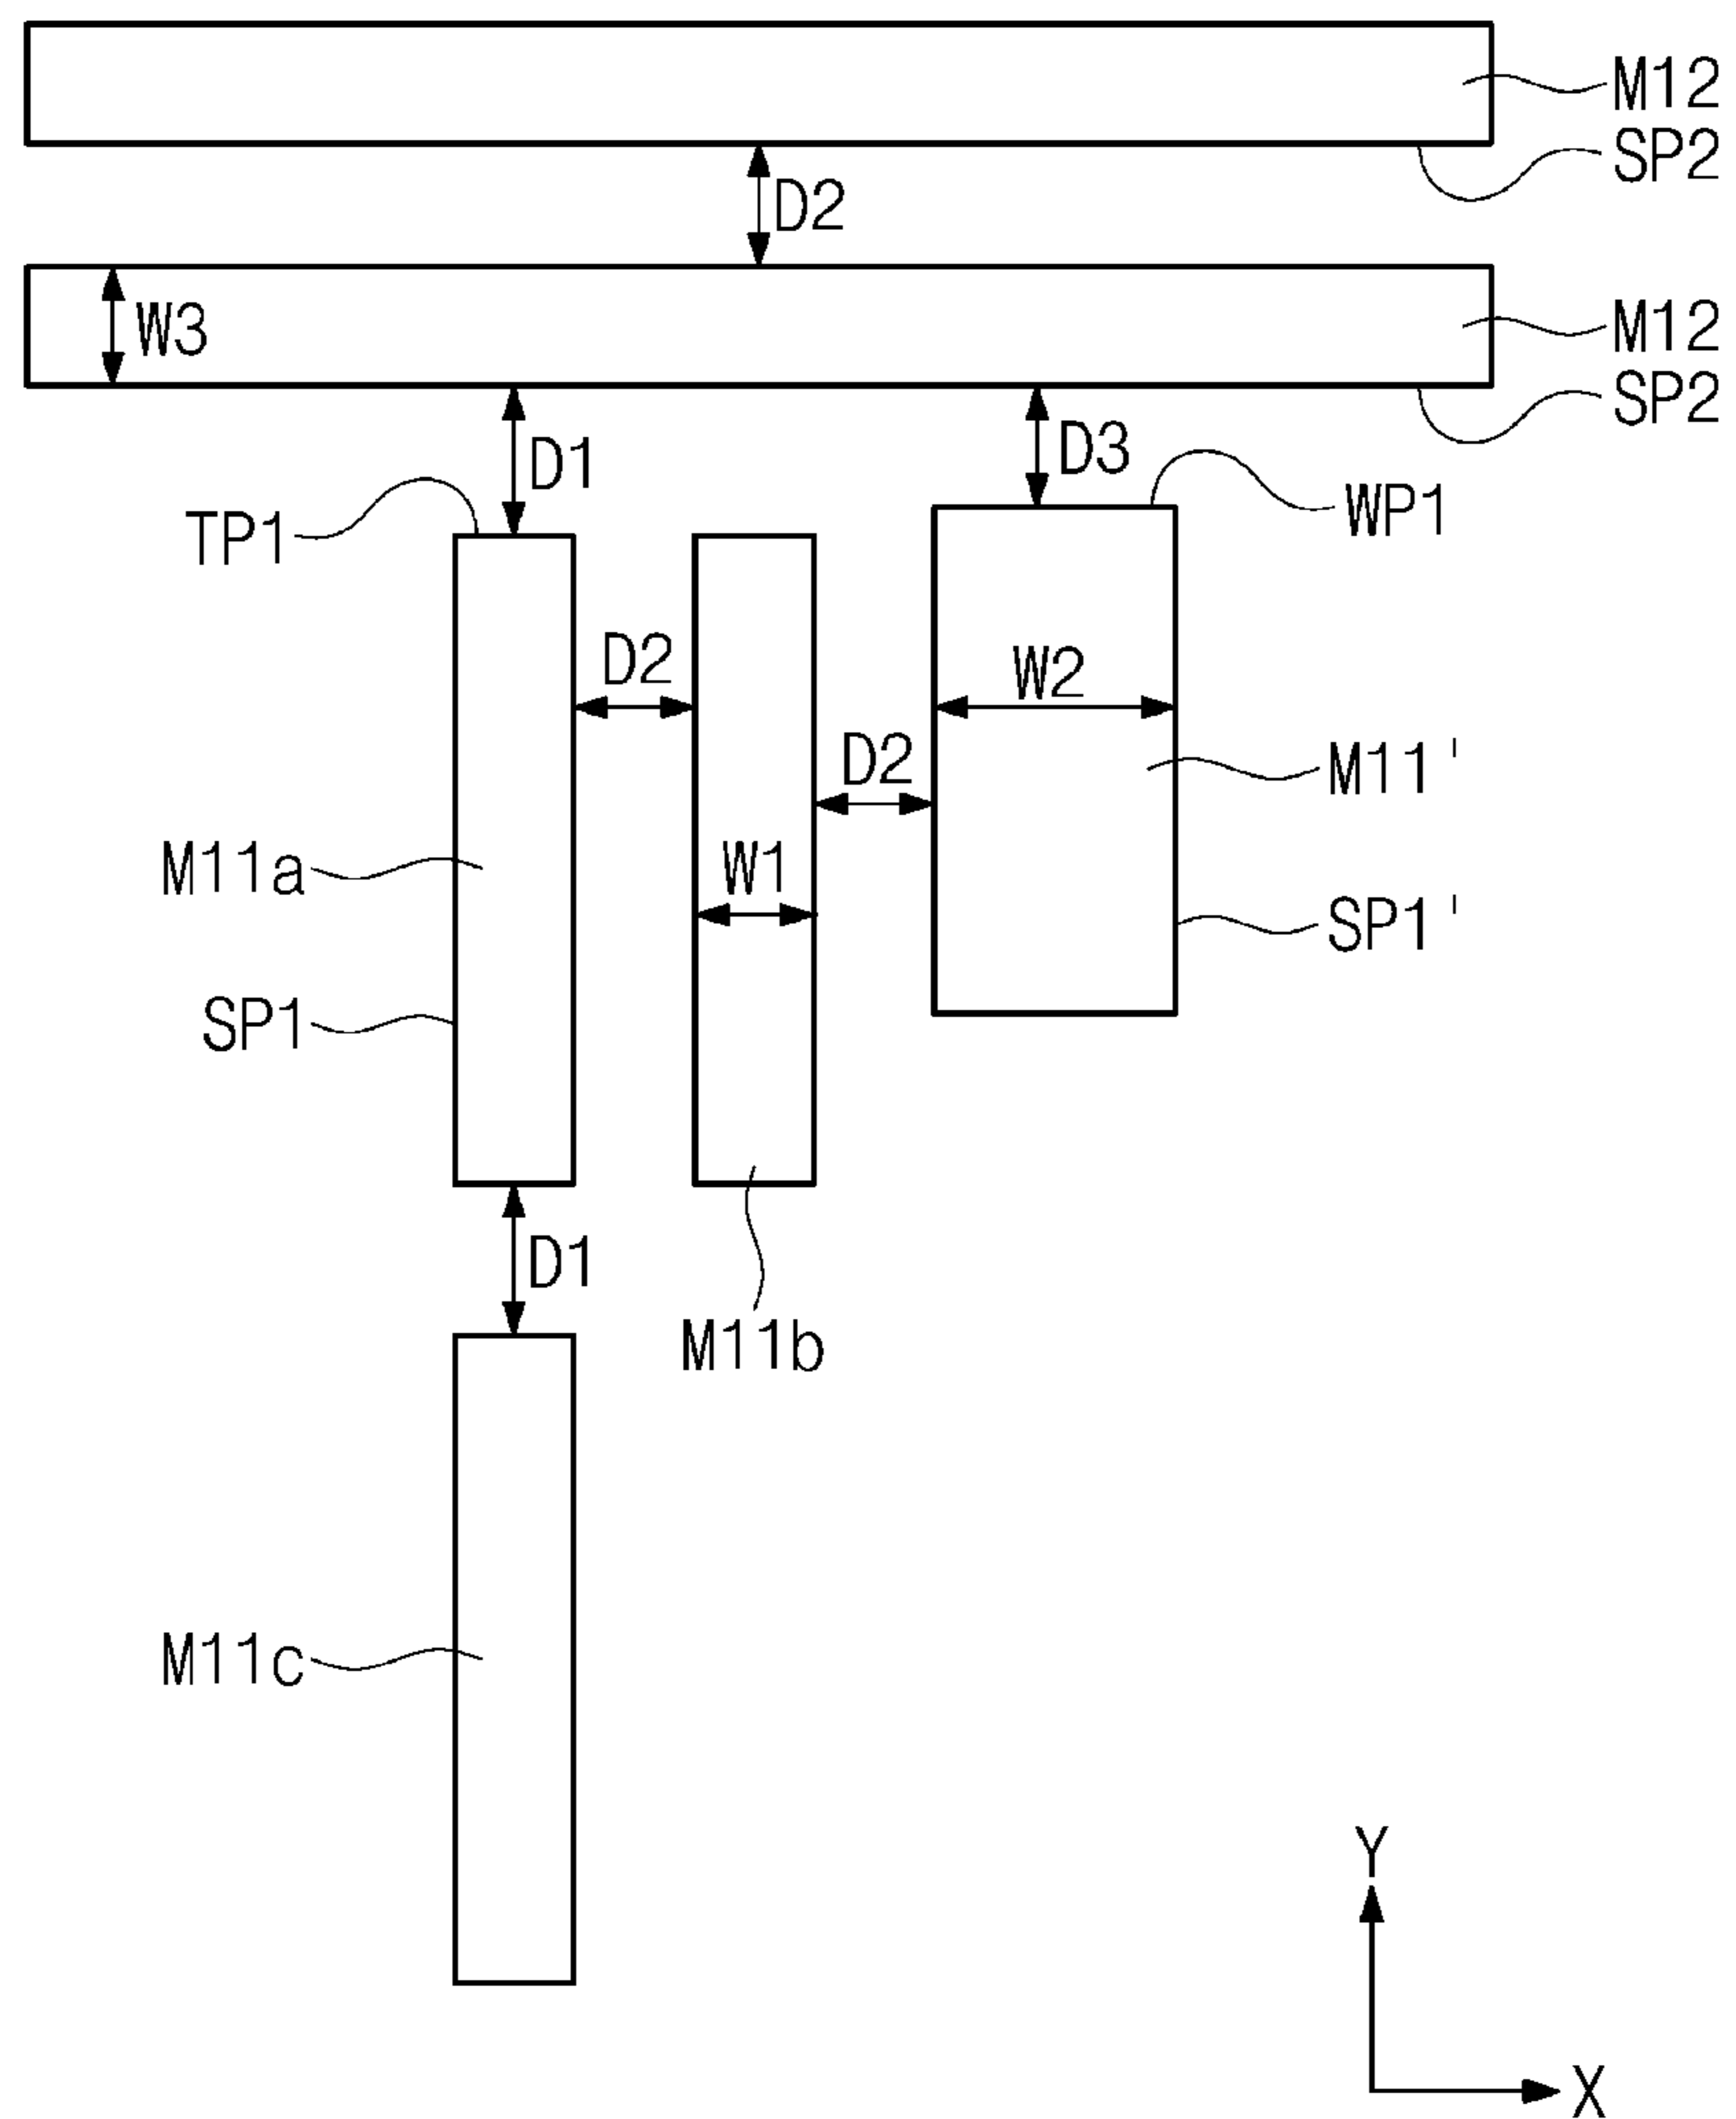 M12
SP2
D2
W3
M12
SP2
D1
D3
TP1
WP1
D2
W2
D2
M11'
M11a
W1
SP1'
SP1
D1
M11b
M11c
Y
X